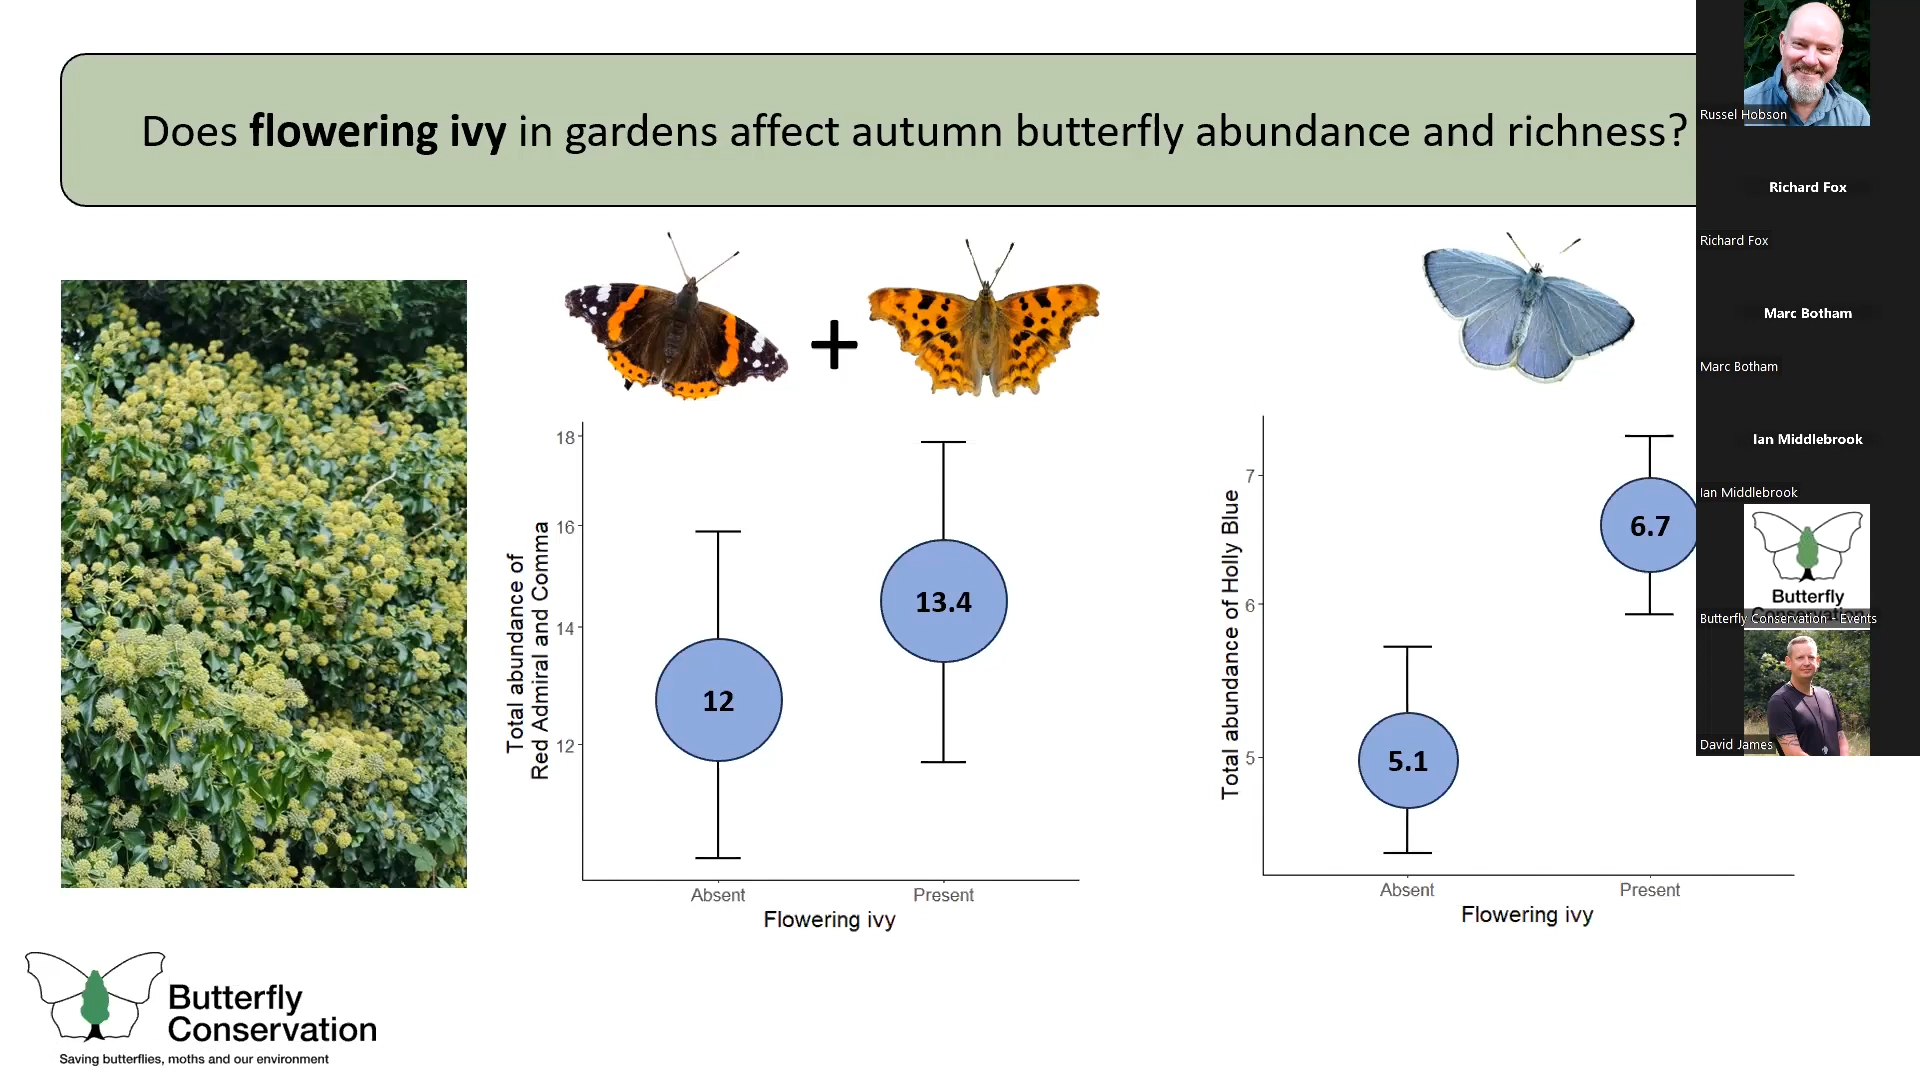 Does flowering ivy in gardens affect autumn butterfly abundance and richness?
18
16
14
12
Total abundance of
Red Admiral and Comma
12
13.4
Absent
Present
Flowering ivy
7
6
5
Total abundance of Holly Blue
5.1
6.7
Absent
Present
Flowering ivy
Butterfly
Conservation
Saving butterflies, moths and our environment
Russel Hobson
Richard Fox
Richard Fox
Marc Botham
Marc Botham
Ian Middlebrook
Ian Middlebrook
Butterfly
Conservation
Butterfly Conservation - Events
David James